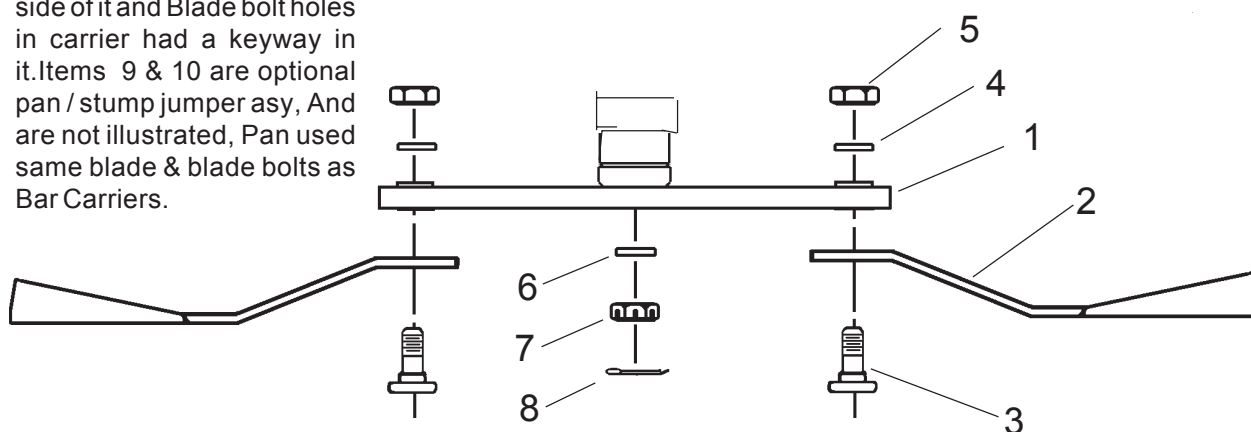 side of it and Blade bolt holes
in carrier had a keyway in
it.Items 9 & 10 are optional
pan / stump jumper asy, And
are not illustrated, Pan used
same blade & blade bolts as
Bar Carriers.
5
4
1
2
6
7
8
3